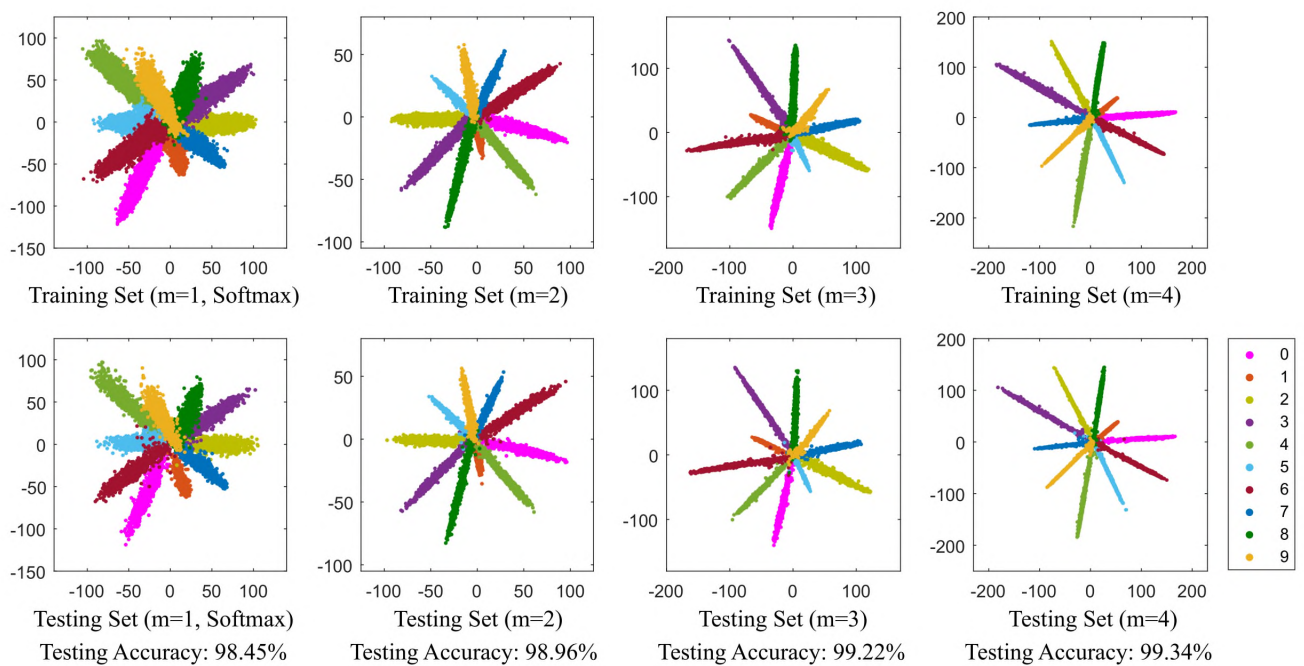 100
50
0
-50
-100
-150
-100 -50 0 50 100
Training Set (m=1, Softmax)
50
0
-50
-100
-100 0 100
Training Set (m=2)
100
0
-100
-200 -100 0 100
Training Set (m=3)
200
100
0
-100
-200
-200 -100 0 100 200
Training Set (m=4)
100
50
0
-50
-100
-150
-100 -50 0 50 100
Testing Set (m=1, Softmax)
Testing Accuracy: 98.45%
50
0
-50
-100
-100 0 100
Testing Set (m=2)
Testing Accuracy: 98.96%
100
0
-100
-200 -100 0 100
Testing Set (m=3)
Testing Accuracy: 99.22%
200
100
0
-100
-200
-200 -100 0 100 200
Testing Set (m=4)
Testing Accuracy: 99.34%
0
1
2
3
4
5
6
7
8
9